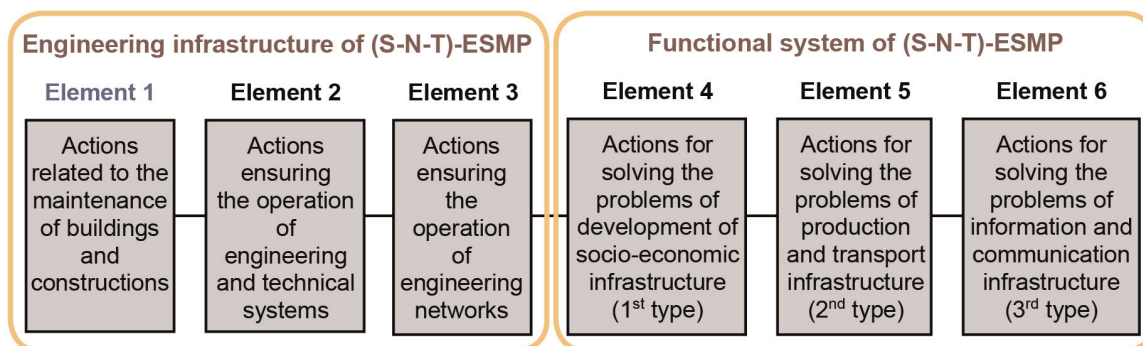 Engineering infrastructure of (S-N-T)-ESMP
Element 1
Actions
related to the
maintenance
of buildings
and
constructions
Element 2
Actions
ensuring
the operation
of
engineering
and technical
systems
Element 3
Actions
ensuring
the
operation
of
engineering
networks
Functional system of (S-N-T)-ESMP
Element 4
Actions for
solving the
problems of
development of
socio-economic
infrastructure
(1st type)
Element 5
Actions for
solving the
problems of
production
and transport
infrastructure
(2nd type)
Element 6
Actions for
solving the
problems of
information and
communication
infrastructure
(3rd type)